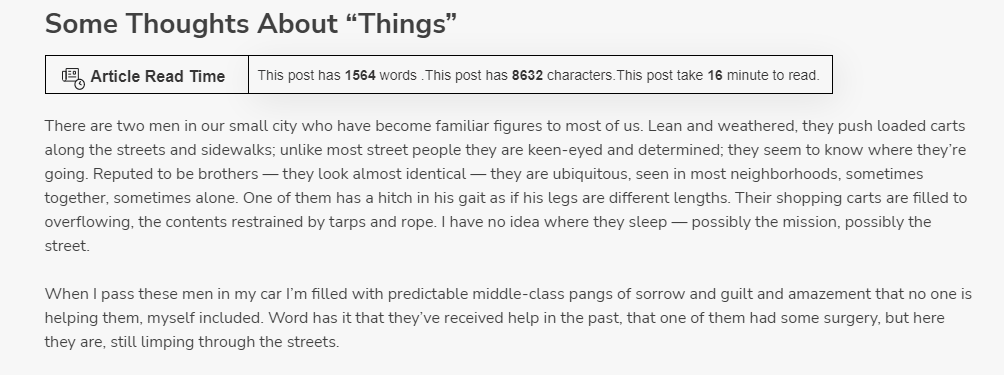 Some Thoughts About “Things”
Article Read Time
This post has 1564 words .This post has 8632 characters.This post take 16 minute to read.
There are two men in our small city who have become familiar figures to most of us. Lean and weathered, they push loaded carts
along the streets and sidewalks; unlike most street people they are keen-eyed and determined; they seem to know where they’re
going. Reputed to be brothers — they look almost identical — they are ubiquitous, seen in most neighborhoods, sometimes
together, sometimes alone. One of them has a hitch in his gait as if his legs are different lengths. Their shopping carts are filled to
overflowing, the contents restrained by tarps and rope. I have no idea where they sleep — possibly the mission, possibly the
street.
When I pass these men in my car I’m filled with predictable middle-class pangs of sorrow and guilt and amazement that no one is
helping them, myself included. Word has it that they’ve received help in the past, that one of them had some surgery, but here
they are, still limping through the streets.